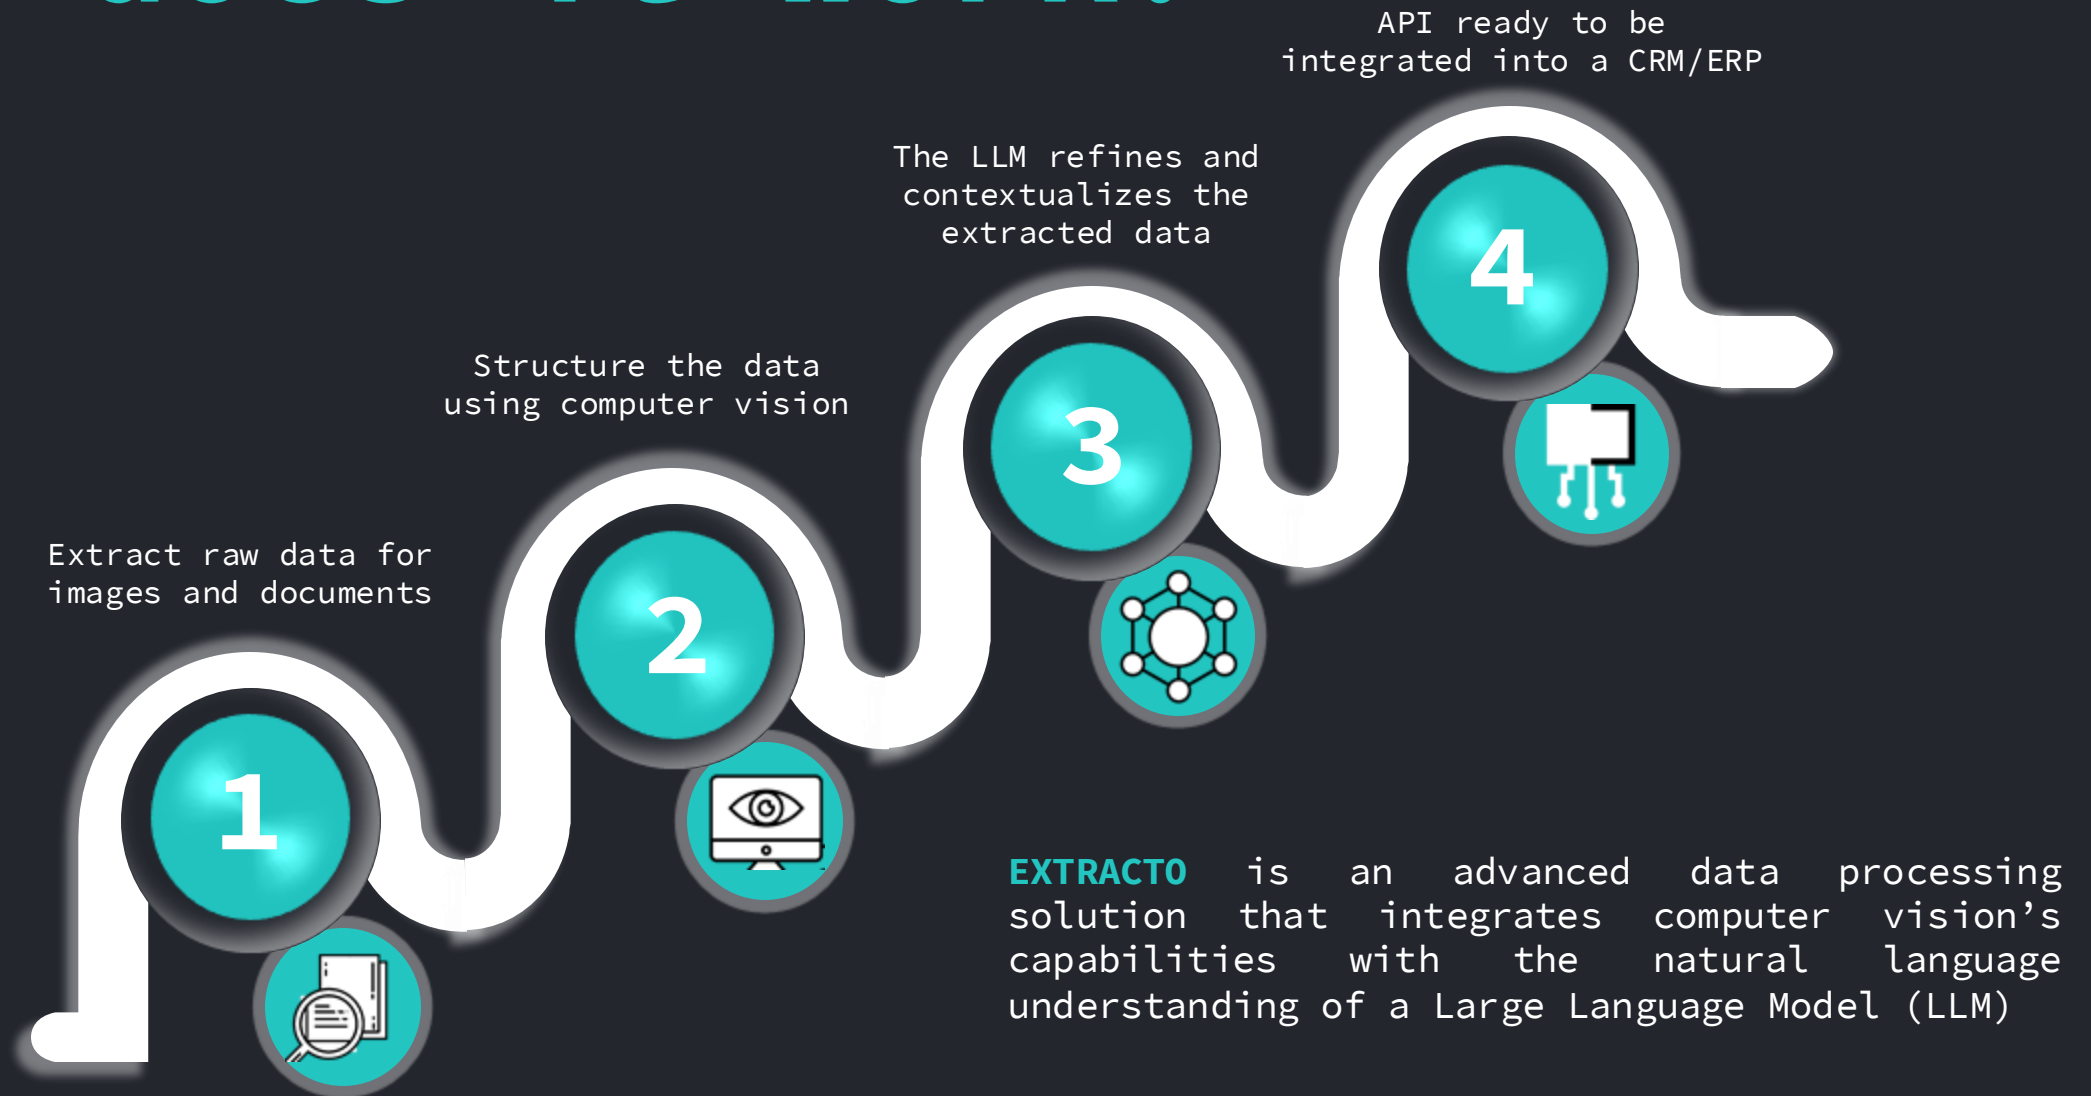 API ready to be
integrated into a CRM/ERP
The LLM refines and
contextualizes the
extracted data
4
3
Structure the data
using computer vision
2
Extract raw data for
images and documents
1
EXTRACTO is an advanced data processing
solution that integrates computer vision’s
capabilities with the natural language
understanding of a Large Language Model (LLM)